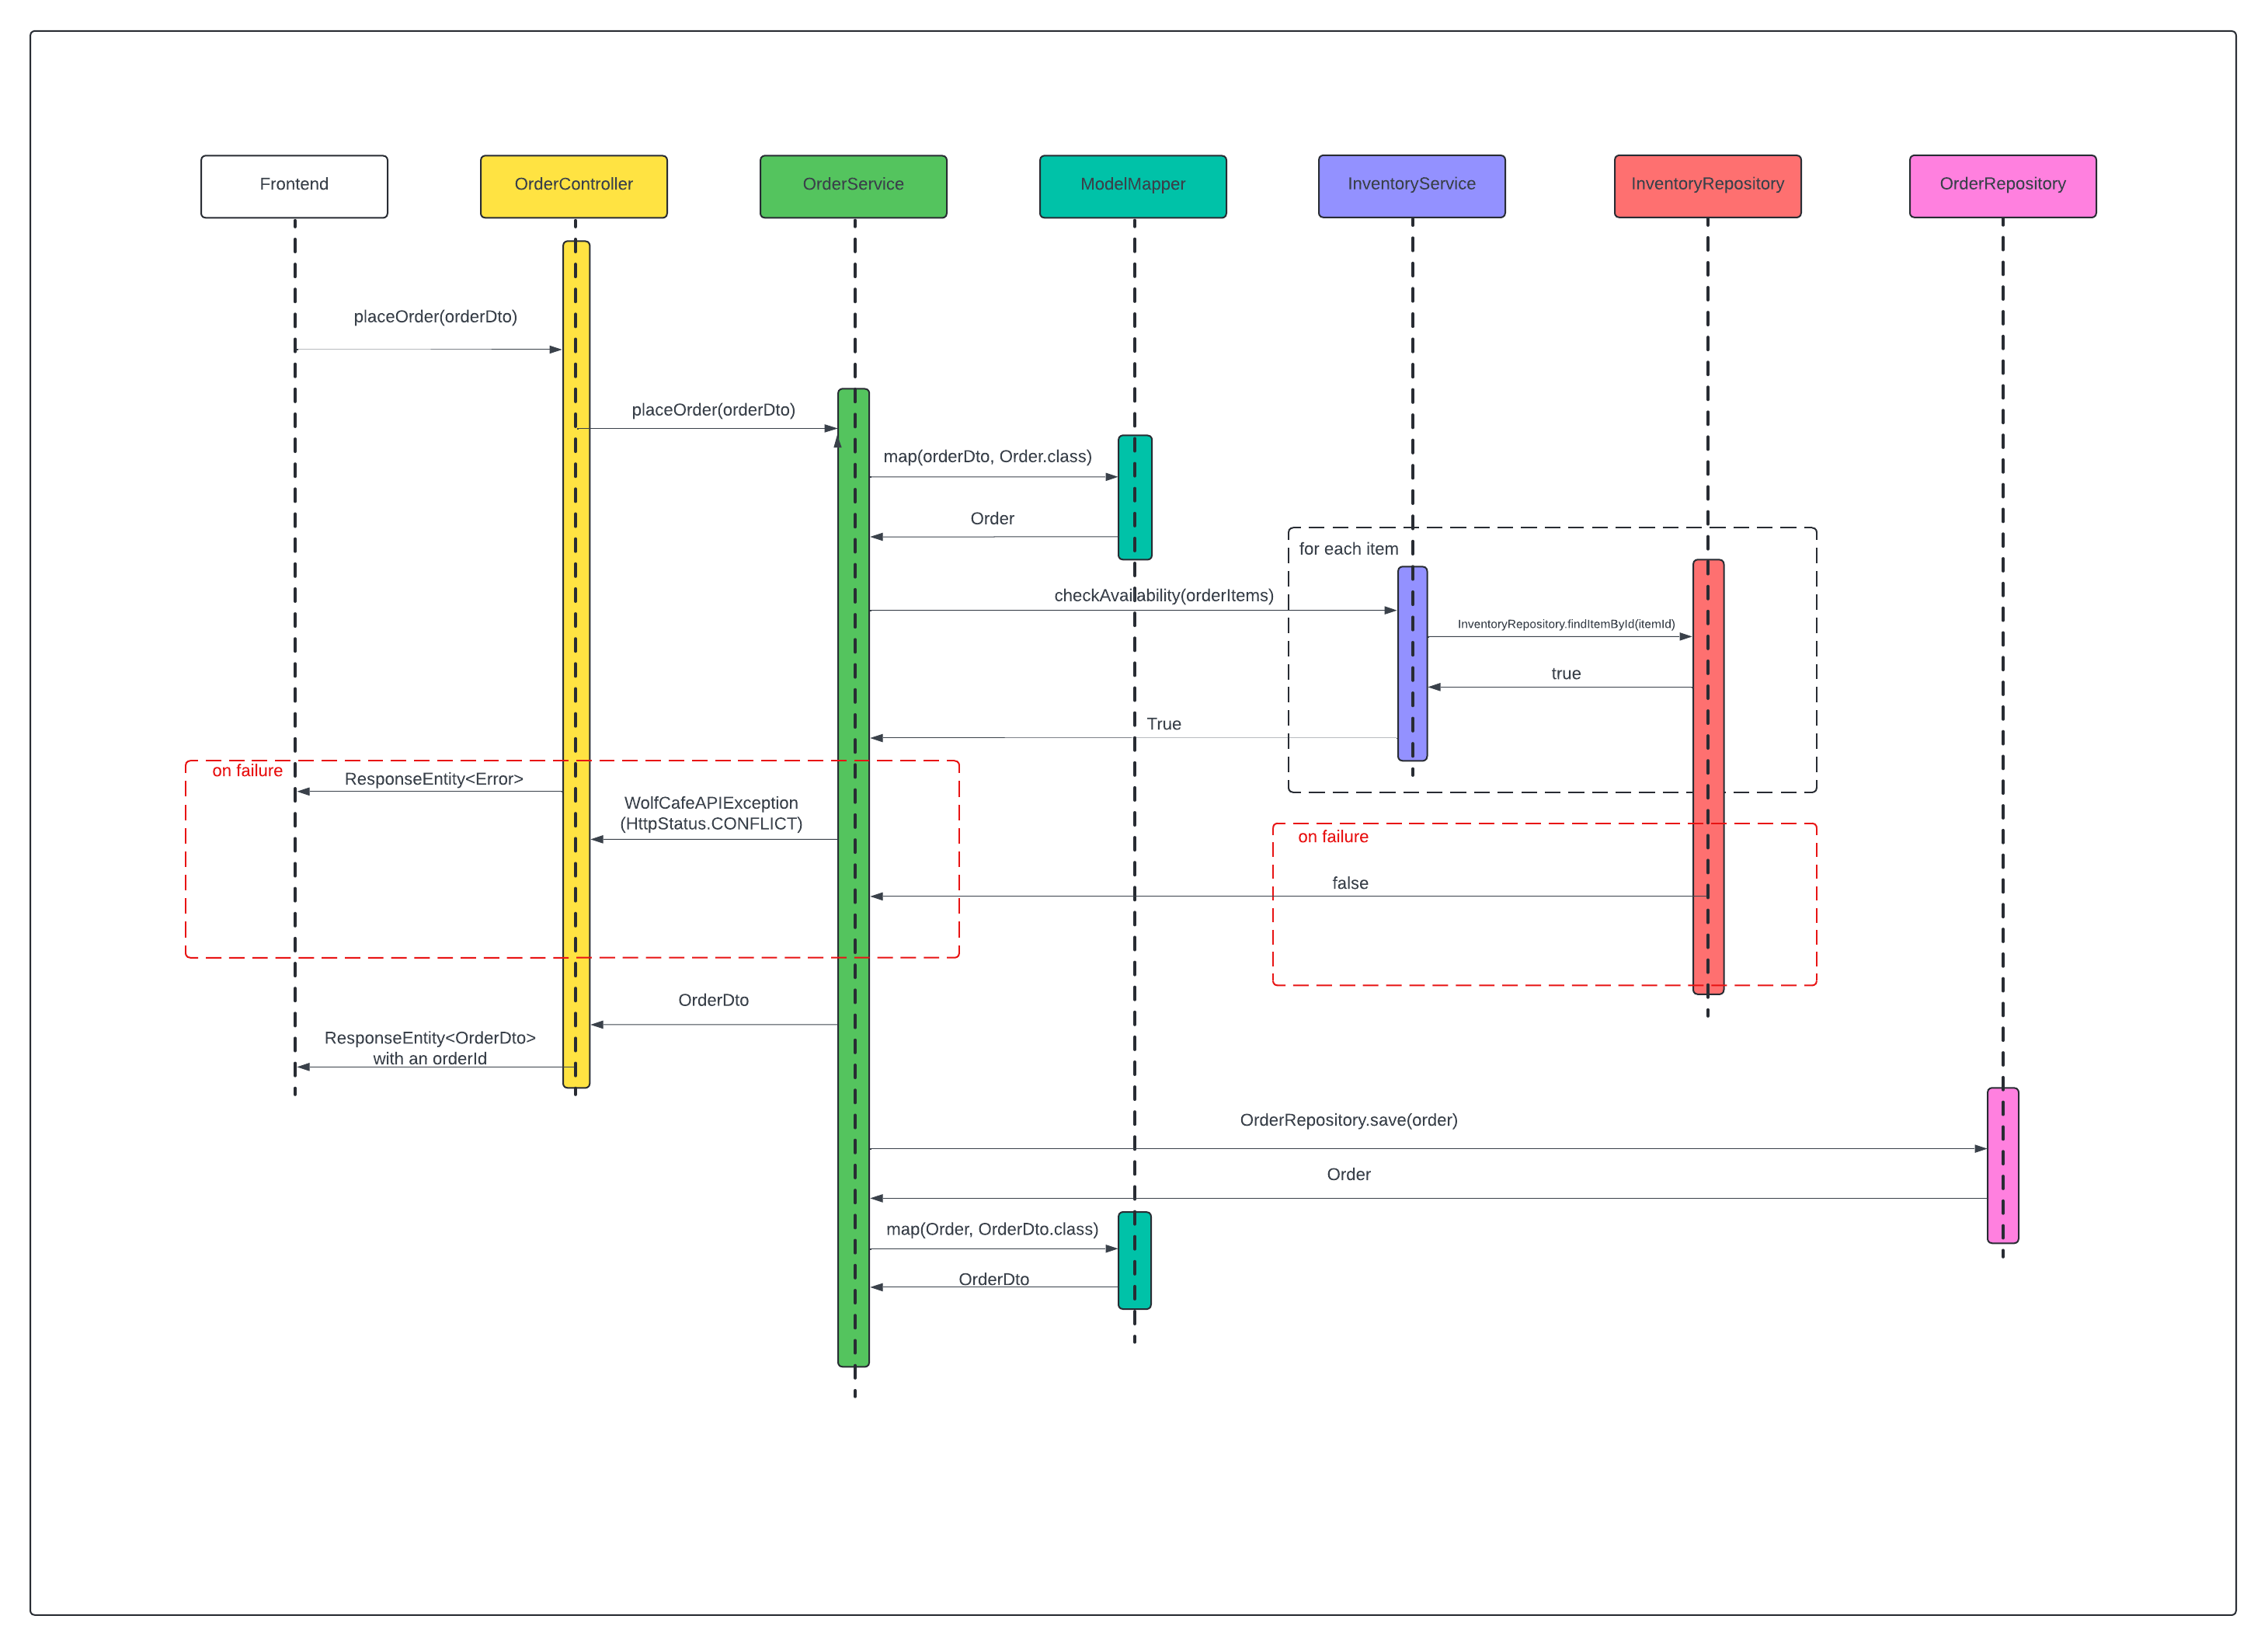 Frontend
OrderController
OrderService
ModelMapper
InventoryService
InventoryRepository
OrderRepository
placeOrder(orderDto)
placeOrder(orderDto)
map(orderDto, Order.class)
Order
for each item
checkAvailability(orderItems)
InventoryRepository.findItemById(itemId)
true
True
on failure
ResponseEntity<Error>
WolfCafeAPIException
(HttpStatus.CONFLICT)
on failure
false
OrderDto
ResponseEntity<OrderDto>
with an orderId
OrderRepository.save(order)
Order
map(Order, OrderDto.class)
OrderDto